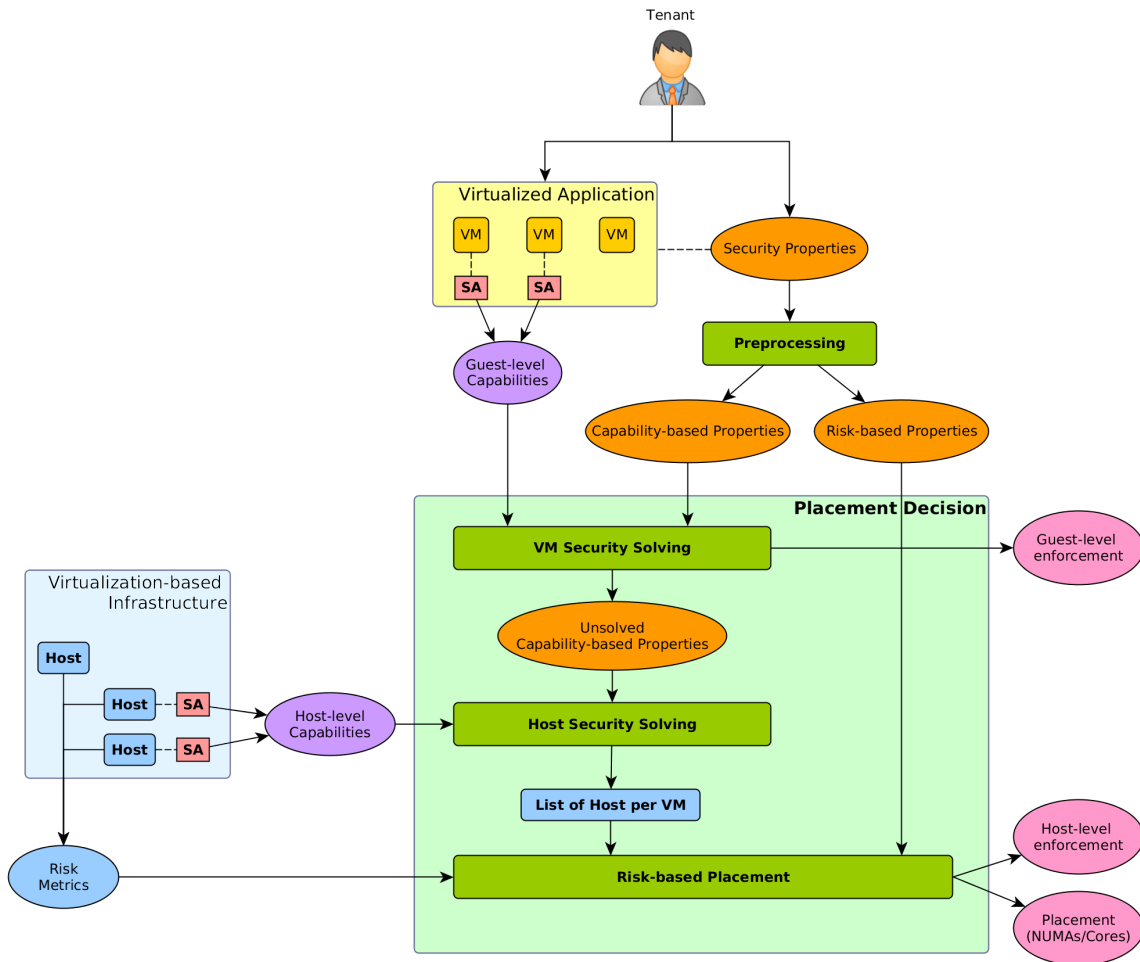 Tenant
Virtualized Application
VM
VM
VM
SA
SA
Security Properties
Preprocessing
Guest-level
Capabilities
Capability-based Properties
Risk-based Properties
Placement Decision
VM Security Solving
Guest-level
enforcement
Virtualization-based
Infrastructure
Unsolved
Capability-based Properties
Host
Host
SA
Host
SA
Host-level
Capabilities
Host Security Solving
List of Host per VM
Host-level
enforcement
Risk
Metrics
Risk-based Placement
Placement
(NUMAs/Cores)